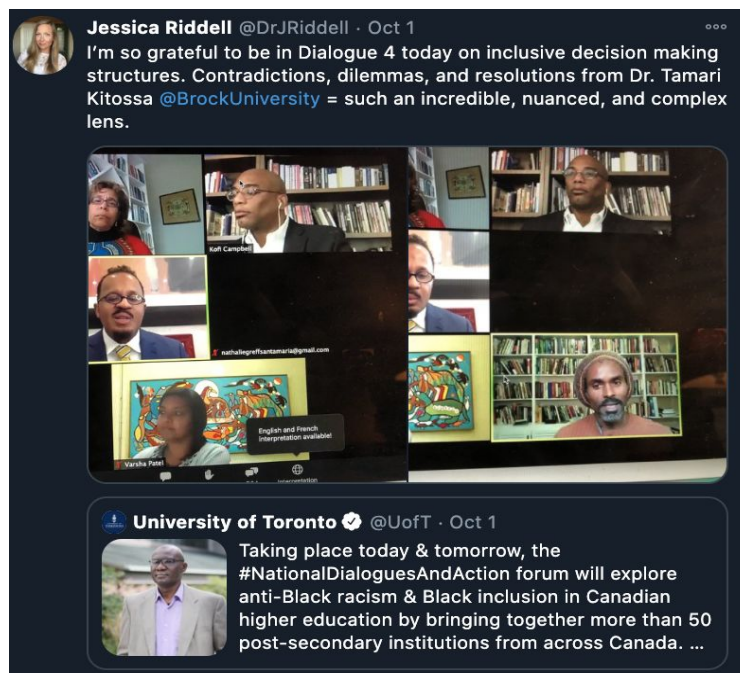 Jessica Riddell @DrJRiddell · Oct 1
I'm so grateful to be in Dialogue 4 today on inclusive decision making
structures. Contradictions, dilemmas, and resolutions from Dr. Tamari
Kitossa @BrockUniversity = such an incredible, nuanced, and complex
lens.
Kofi Campbell
nathaliegreffsantamaria@gmail.com
English and French
Interpretation available!
Varsha Patel
Interpretation
University of Toronto @UofT · Oct 1
Taking place today & tomorrow, the
#NationalDialoguesAndAction forum will explore
anti-Black racism & Black inclusion in Canadian
higher education by bringing together more than 50
post-secondary institutions from across Canada. ...